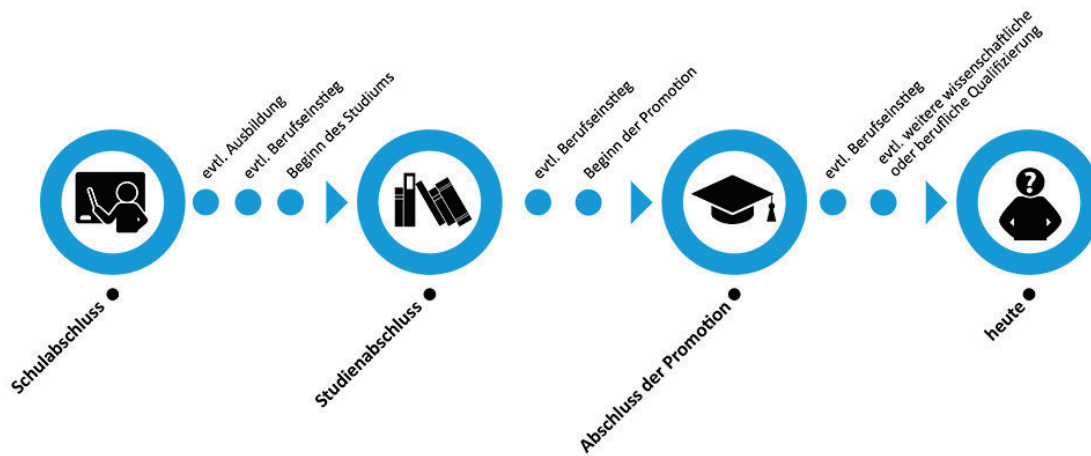 Schulabschluss
evtl. Ausbildung
evtl. Berufseinstieg
Beginn des Studiums
Studienabschluss
evtl. Berufseinstieg
Beginn der Promotion
Abschluss der Promotion
evtl. Berufseinstieg
evtl. weitere wissenschaftliche
oder berufliche Qualifizierung
?
heute